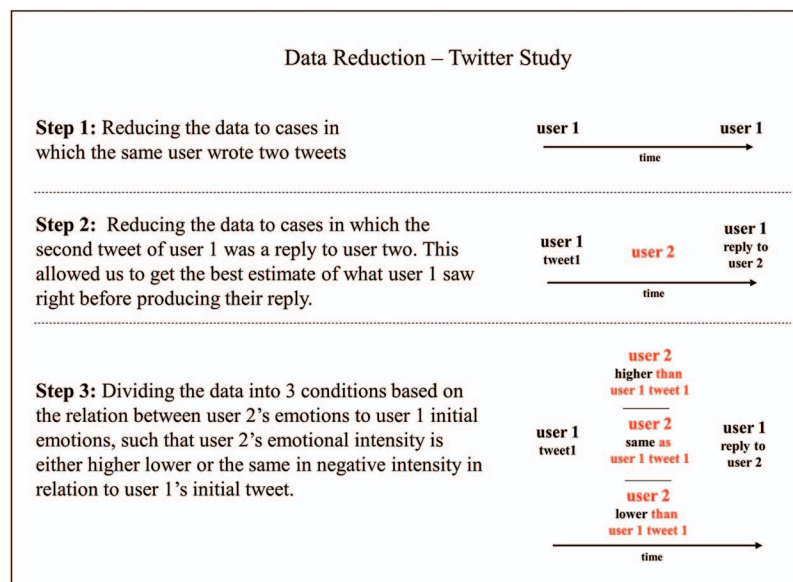 Data Reduction – Twitter Study
Step 1: Reducing the data to cases in
which the same user wrote two tweets
user 1
user 1
time
Step 2: Reducing the data to cases in which the
second tweet of user 1 was a reply to user two. This
allowed us to get the best estimate of what user 1 saw
right before producing their reply.
user 1
tweet1
user 2
user 1
reply to
user 2
time
Step 3: Dividing the data into 3 conditions based on
the relation between user 2's emotions to user 1 initial
emotions, such that user 2's emotional intensity is
either higher lower or the same in negative intensity in
relation to user 1's initial tweet.
user 1
tweet1
user 2
higher than
user 1 tweet 1
user 2
same as
user 1 tweet 1
user 2
lower than
user 1 tweet 1
user 1
reply to
user 2
time